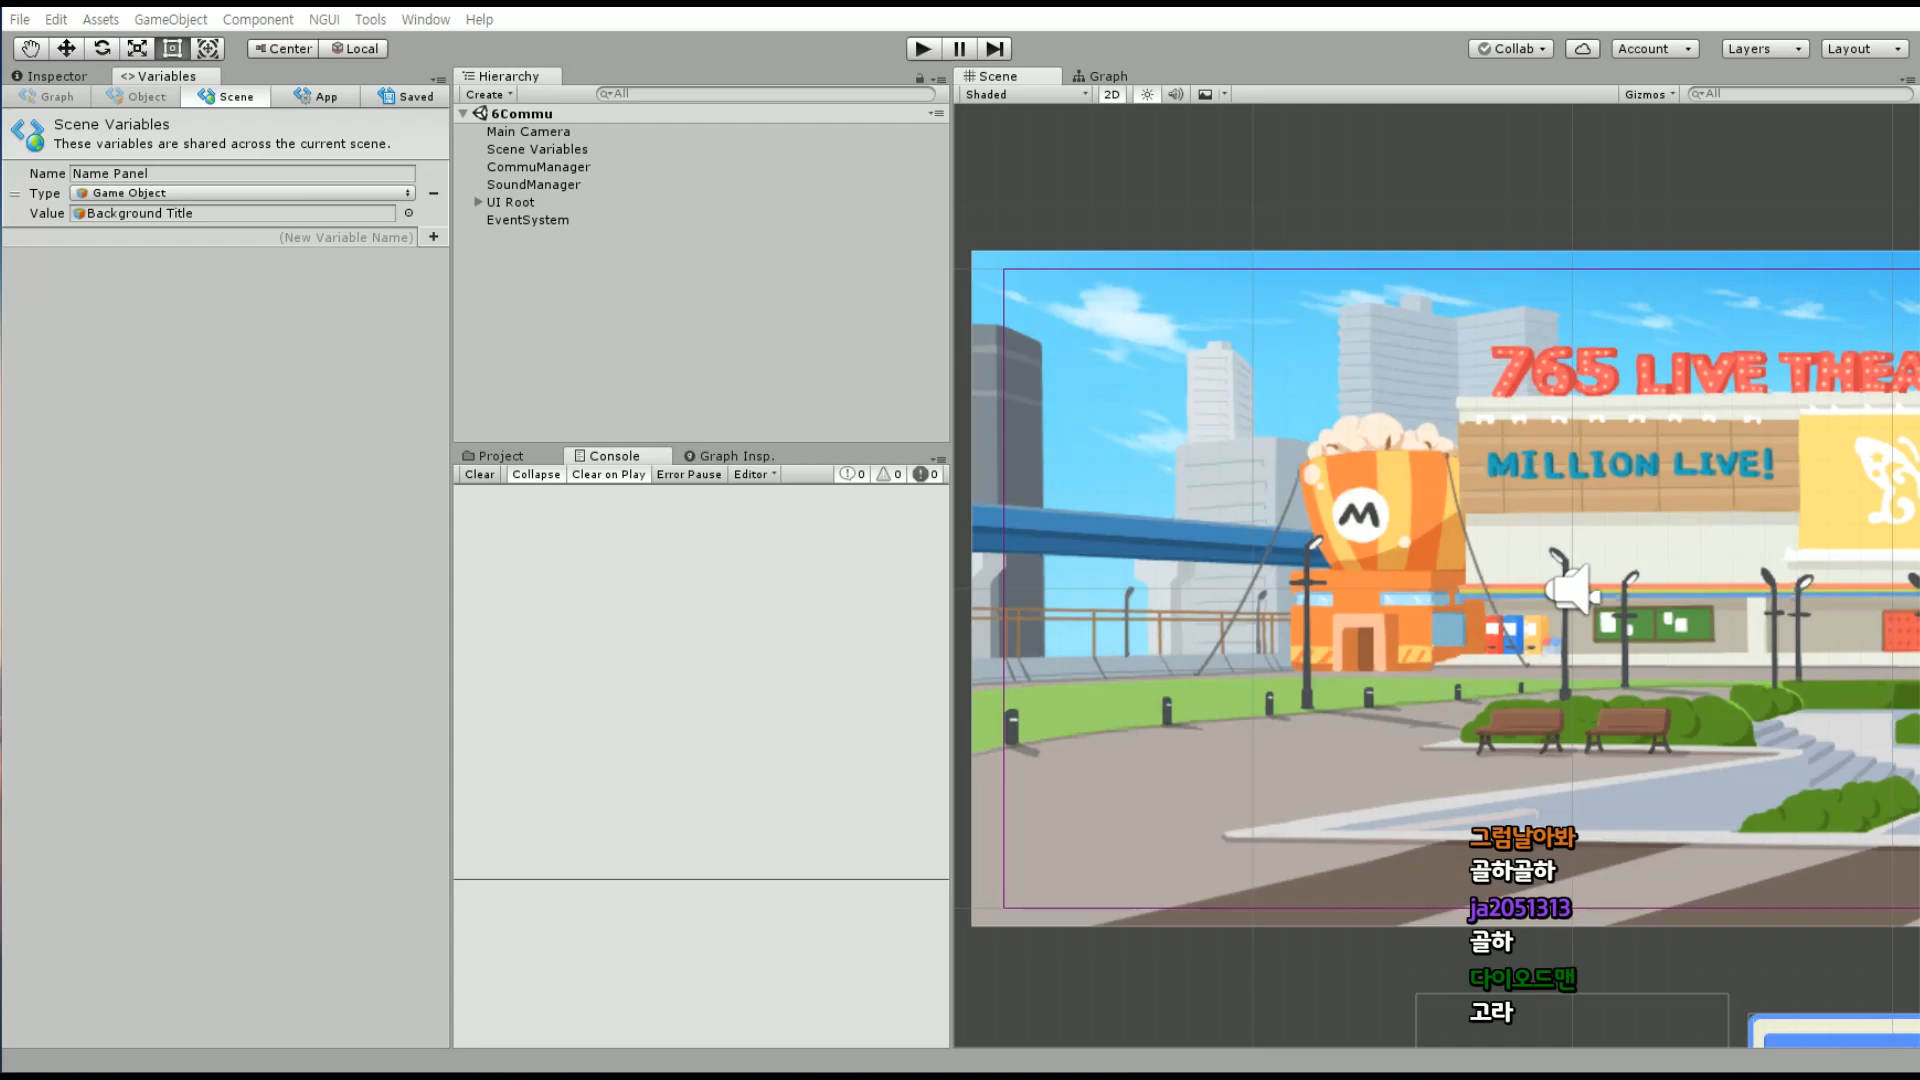 File Edit Assets GameObject Component NGUI Tools Window Help
Center Local
Collab Account Layers Layout
Inspector <> Variables
Graph Object Scene App Saved
Scene Variables
These variables are shared across the current scene.
Name Name Panel
Type Game Object
Value Background Title
(New Variable Name) +
Hierarchy
Create All
6Commu
Main Camera
Scene Variables
CommuManager
SoundManager
UI Root
EventSystem
Project Console Graph Insp.
Clear Collapse Clear on Play Error Pause Editor 0 0 0
Scene Graph
Shaded 2D Gizmos All
765 LIVE THEA
MILLION LIVE!
M
그럼날아봐
골하골하
ja2051313
골하
다이오드맨
고라